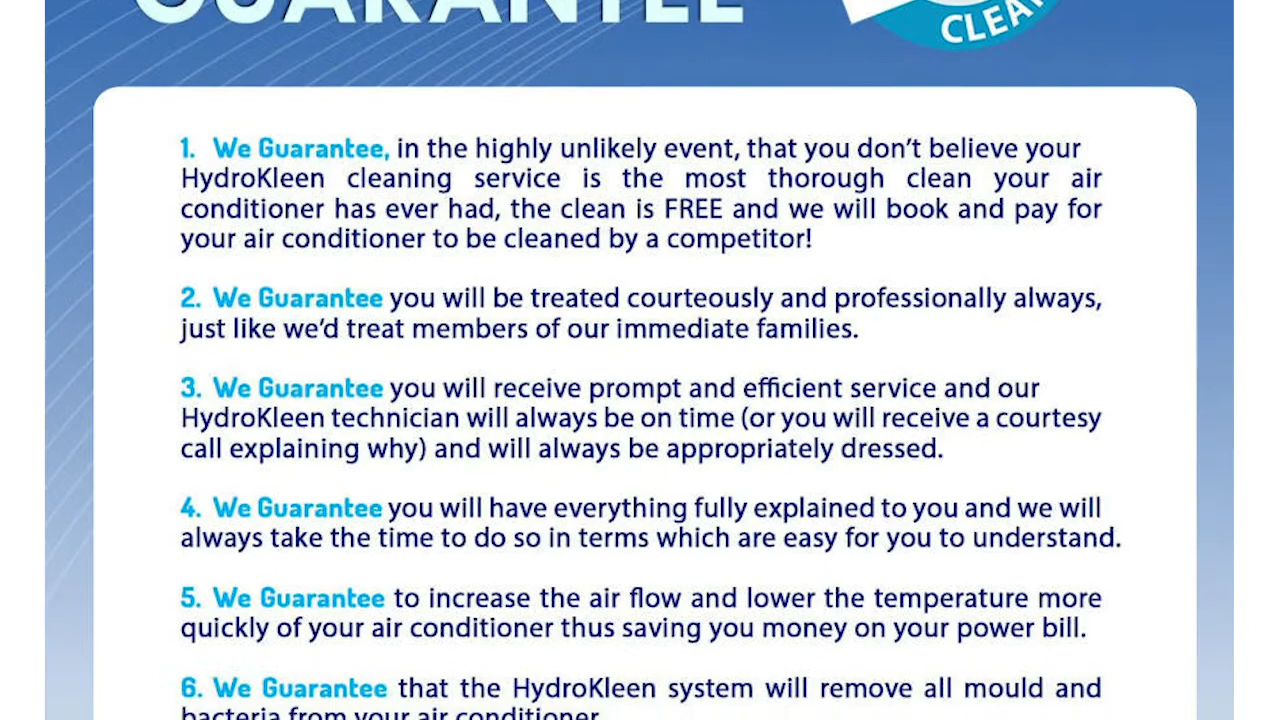 GUARANTEE
CLEAN
1. We Guarantee, in the highly unlikely event, that you don't believe your
HydroKleen cleaning service is the most thorough clean your air
conditioner has ever had, the clean is FREE and we will book and pay for
your air conditioner to be cleaned by a competitor!
2. We Guarantee you will be treated courteously and professionally always,
just like we'd treat members of our immediate families.
3. We Guarantee you will receive prompt and efficient service and our
HydroKleen technician will always be on time (or you will receive a courtesy
call explaining why) and will always be appropriately dressed.
4. We Guarantee you will have everything fully explained to you and we will
always take the time to do so in terms which are easy for you to understand.
5. We Guarantee to increase the air flow and lower the temperature more
quickly of your air conditioner thus saving you money on your power bill.
6. We Guarantee that the HydroKleen system will remove all mould and
bacteria from your air conditioner